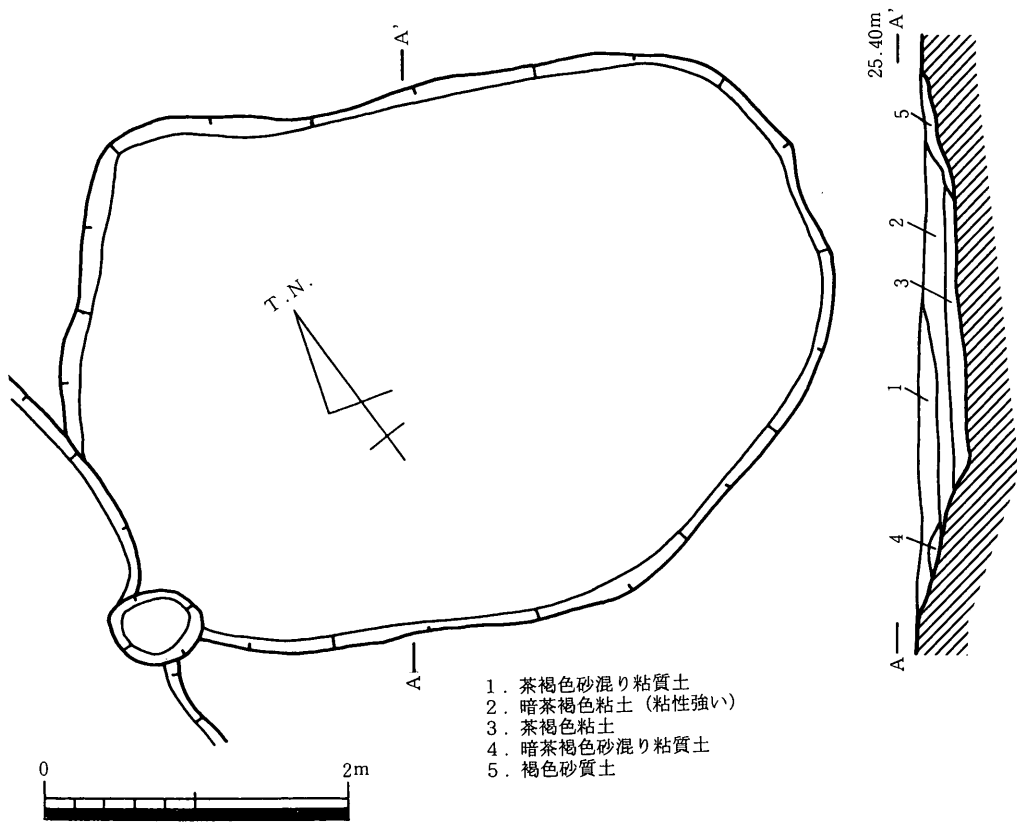 A'
25.40m
A'
5
2
3
1
4
A
T.N.
A
1. 茶褐色砂混り粘質土
2. 暗茶褐色粘土（粘性強い）
3. 茶褐色粘土
4. 暗茶褐色砂混り粘質土
5. 褐色砂質土
0 2m